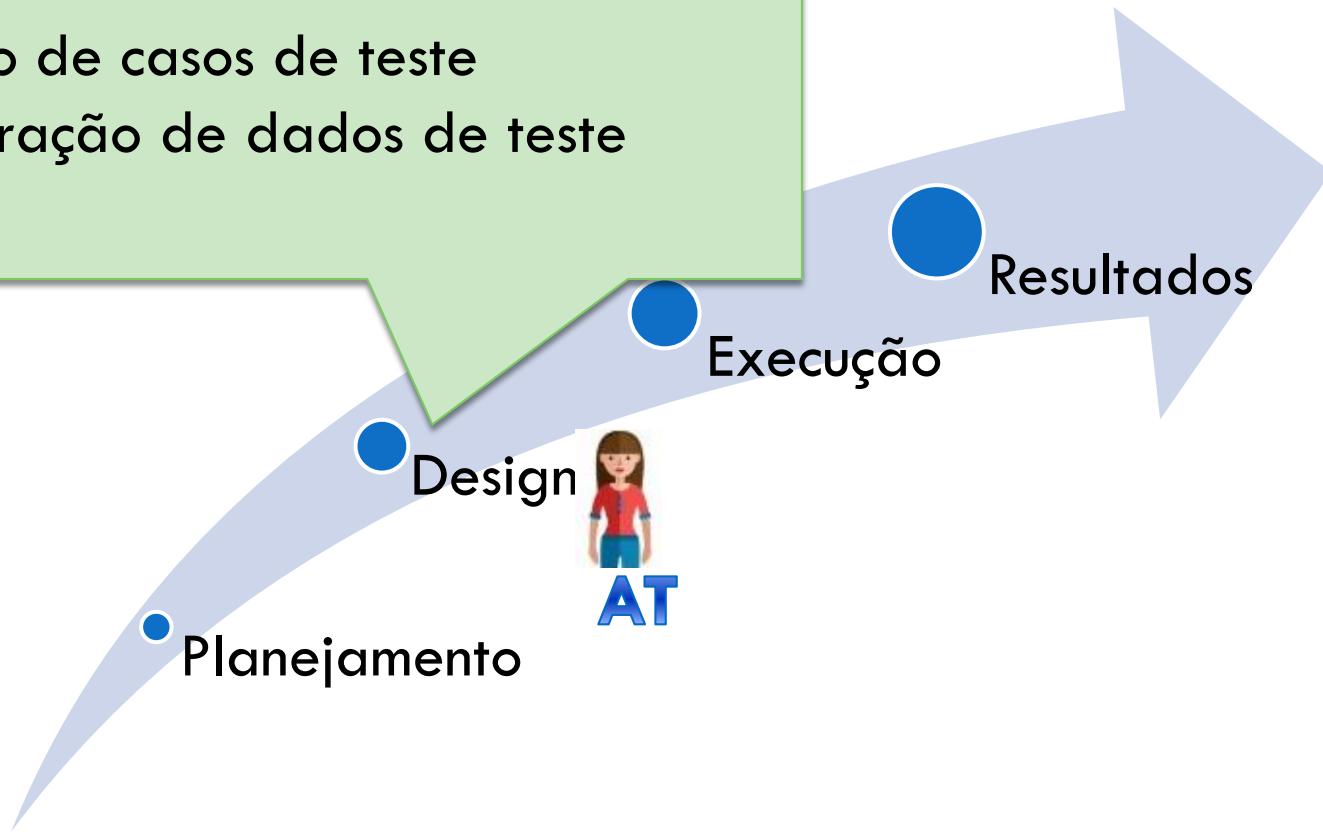 o de casos de teste
ração de dados de teste
Resultados
Execução
Design
AT
Planejamento